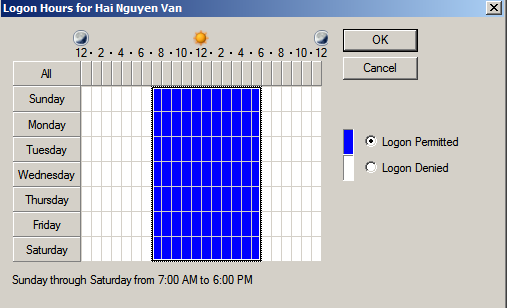 Logon Hours for Hai Nguyen Van
12 · 2 · 4 · 6 · 8 · 10 · 12 · 2 · 4 · 6 · 8 · 10 · 12
All
Sunday
Monday
Tuesday
Wednesday
Thursday
Friday
Saturday
OK
Cancel
Logon Permitted
Logon Denied
Sunday through Saturday from 7:00 AM to 6:00 PM